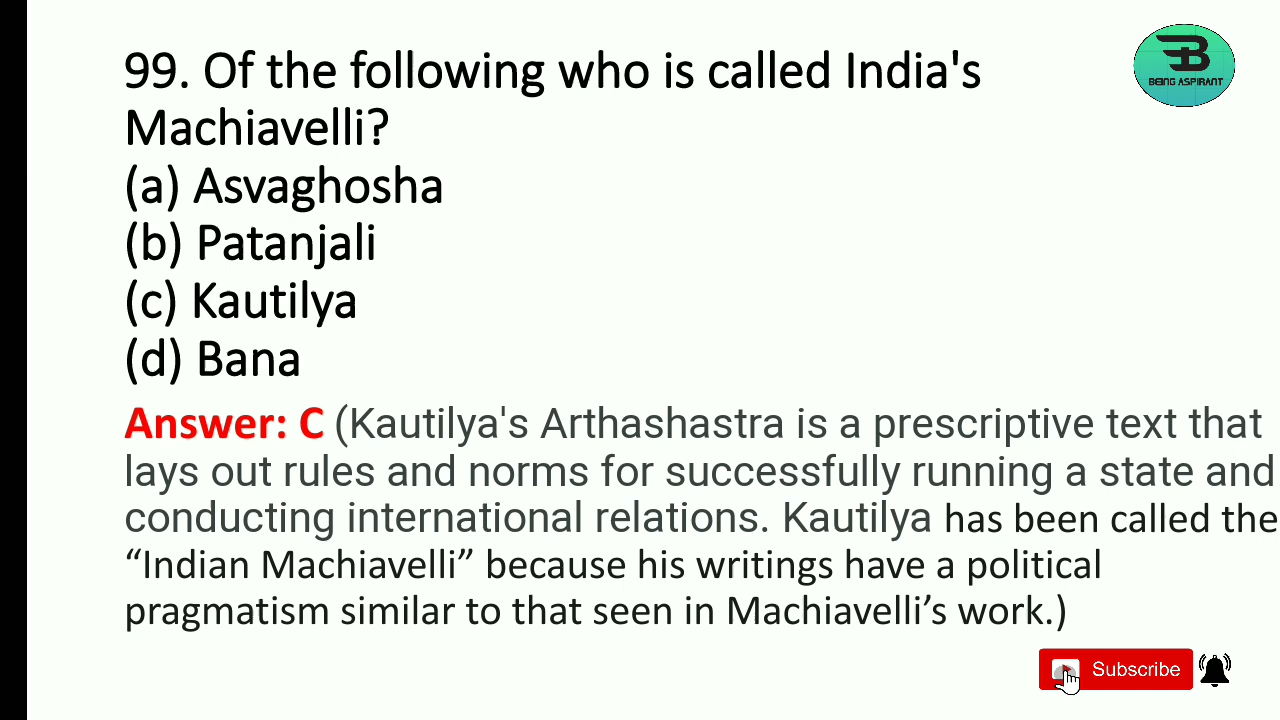 99. Of the following who is called India's
Machiavelli?
(a) Asvaghosha
(b) Patanjali
(c) Kautilya
(d) Bana
Answer: C (Kautilya's Arthashastra is a prescriptive text that
lays out rules and norms for successfully running a state and
conducting international relations. Kautilya has been called the
“Indian Machiavelli” because his writings have a political
pragmatism similar to that seen in Machiavelli’s work.)
BEING ASPIRANT
Subscribe